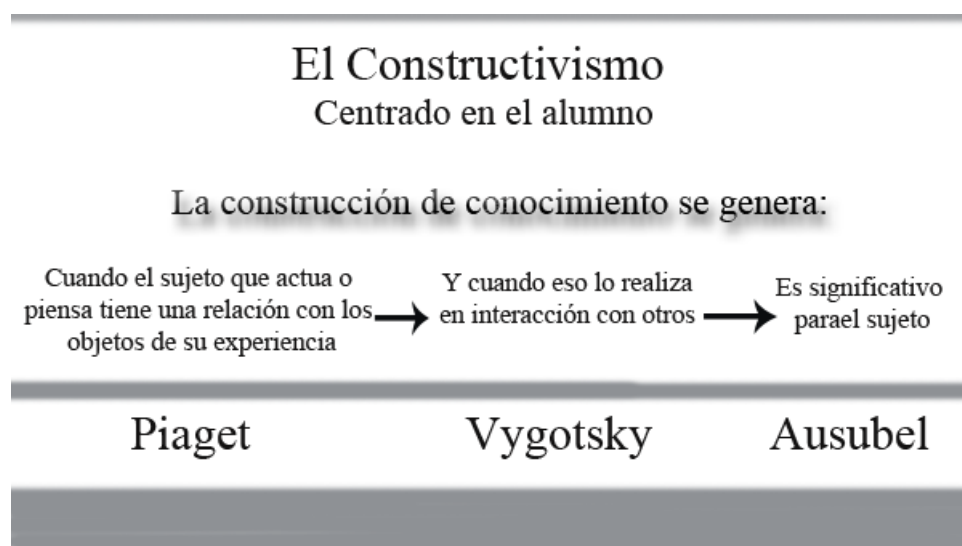 El Constructivismo
Centrado en el alumno
La construcción de conocimiento se genera:
Cuando el sujeto que actua o
piensa tiene una relación con los
objetos de su experiencia
Y cuando eso lo realiza
en interacción con otros
Es significativo
parael sujeto
Piaget
Vygotsky
Ausubel